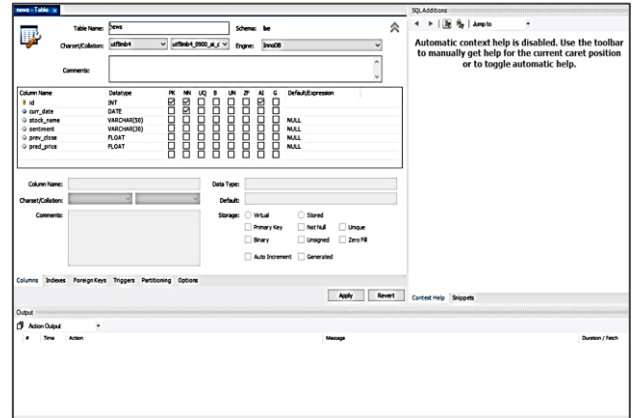 news - Table x
SQL Additions
Table Name: news
Schema:
Jump to
Charset/Collation: utf8mb4 utf8mb4_0900_ai_c Engine: InnoDB
Comments:
Automatic context help is disabled. Use the toolbar
to manually get help for the current caret position
or to toggle automatic help.
Column Name Datatype PK NN UQ B UN ZF AI G Default/Expression
id INT
curr_date DATE
stock_name VARCHAR(50) NULL
sentiment VARCHAR(30) NULL
prev_close FLOAT NULL
pred_price FLOAT NULL
Column Name: Data Type:
Charset/Collation: Default:
Comments: Storage: Virtual Stored
Primary Key Not Null Unique
Binary Unsigned Zero Fill
Auto Increment Generated
Columns Indexes Foreign Keys Triggers Partitioning Options
Apply Revert
Context Help Snippets
Output
Action Output
# Time Action Message Duration / Fetch